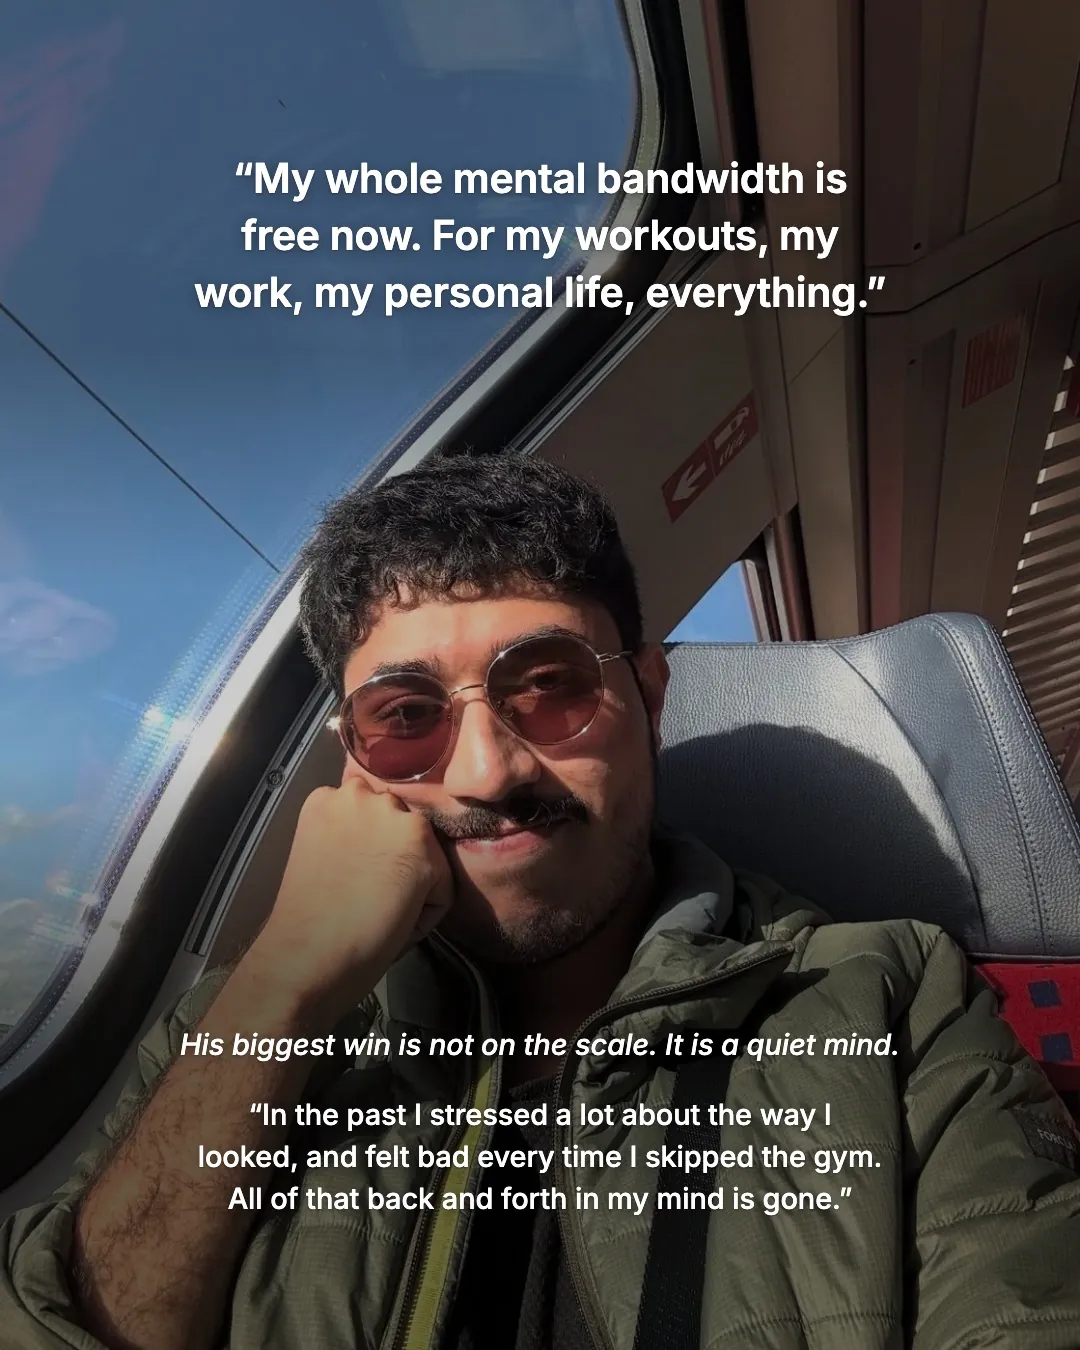 “My whole mental bandwidth is
free now. For my workouts, my
work, my personal life, everything.”
His biggest win is not on the scale. It is a quiet mind.
“In the past I stressed a lot about the way I
looked, and felt bad every time I skipped the gym.
All of that back and forth in my mind is gone.”